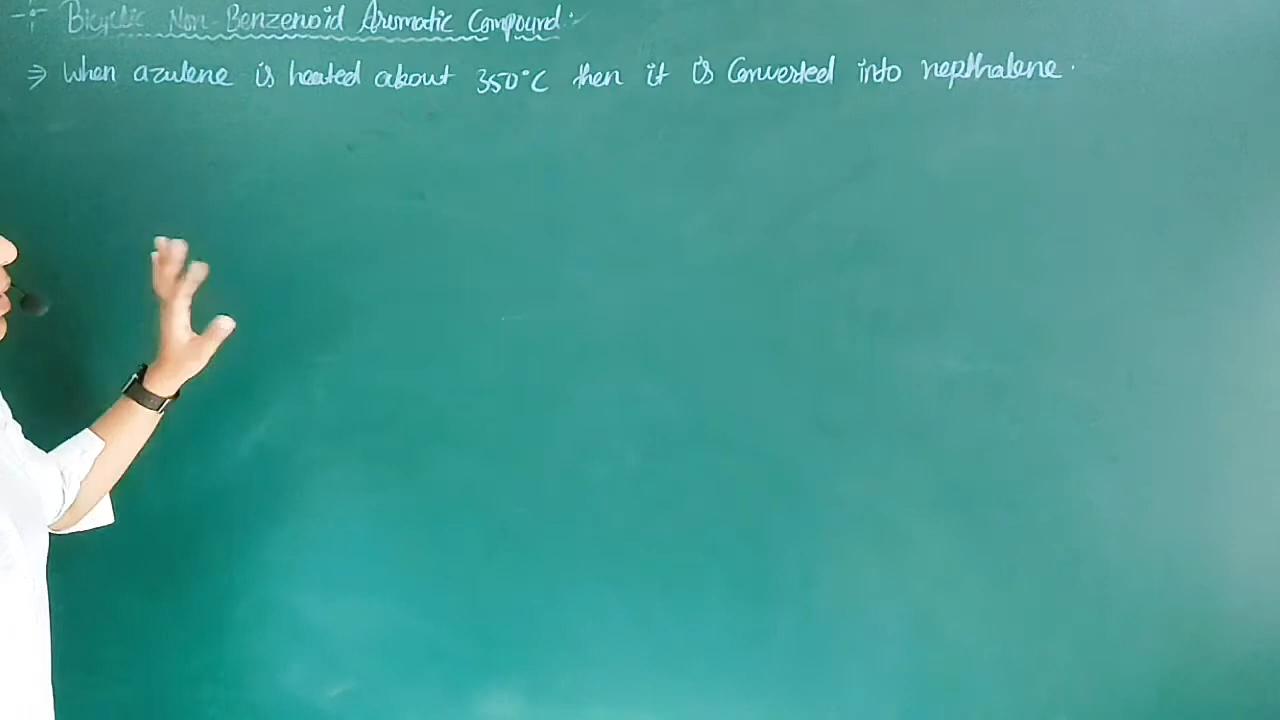 -:- Bicyclic Non-Benzenoid Aromatic Compound:-
⇒ When azulene is heated about 350°C then it is Converted into nepthalene.